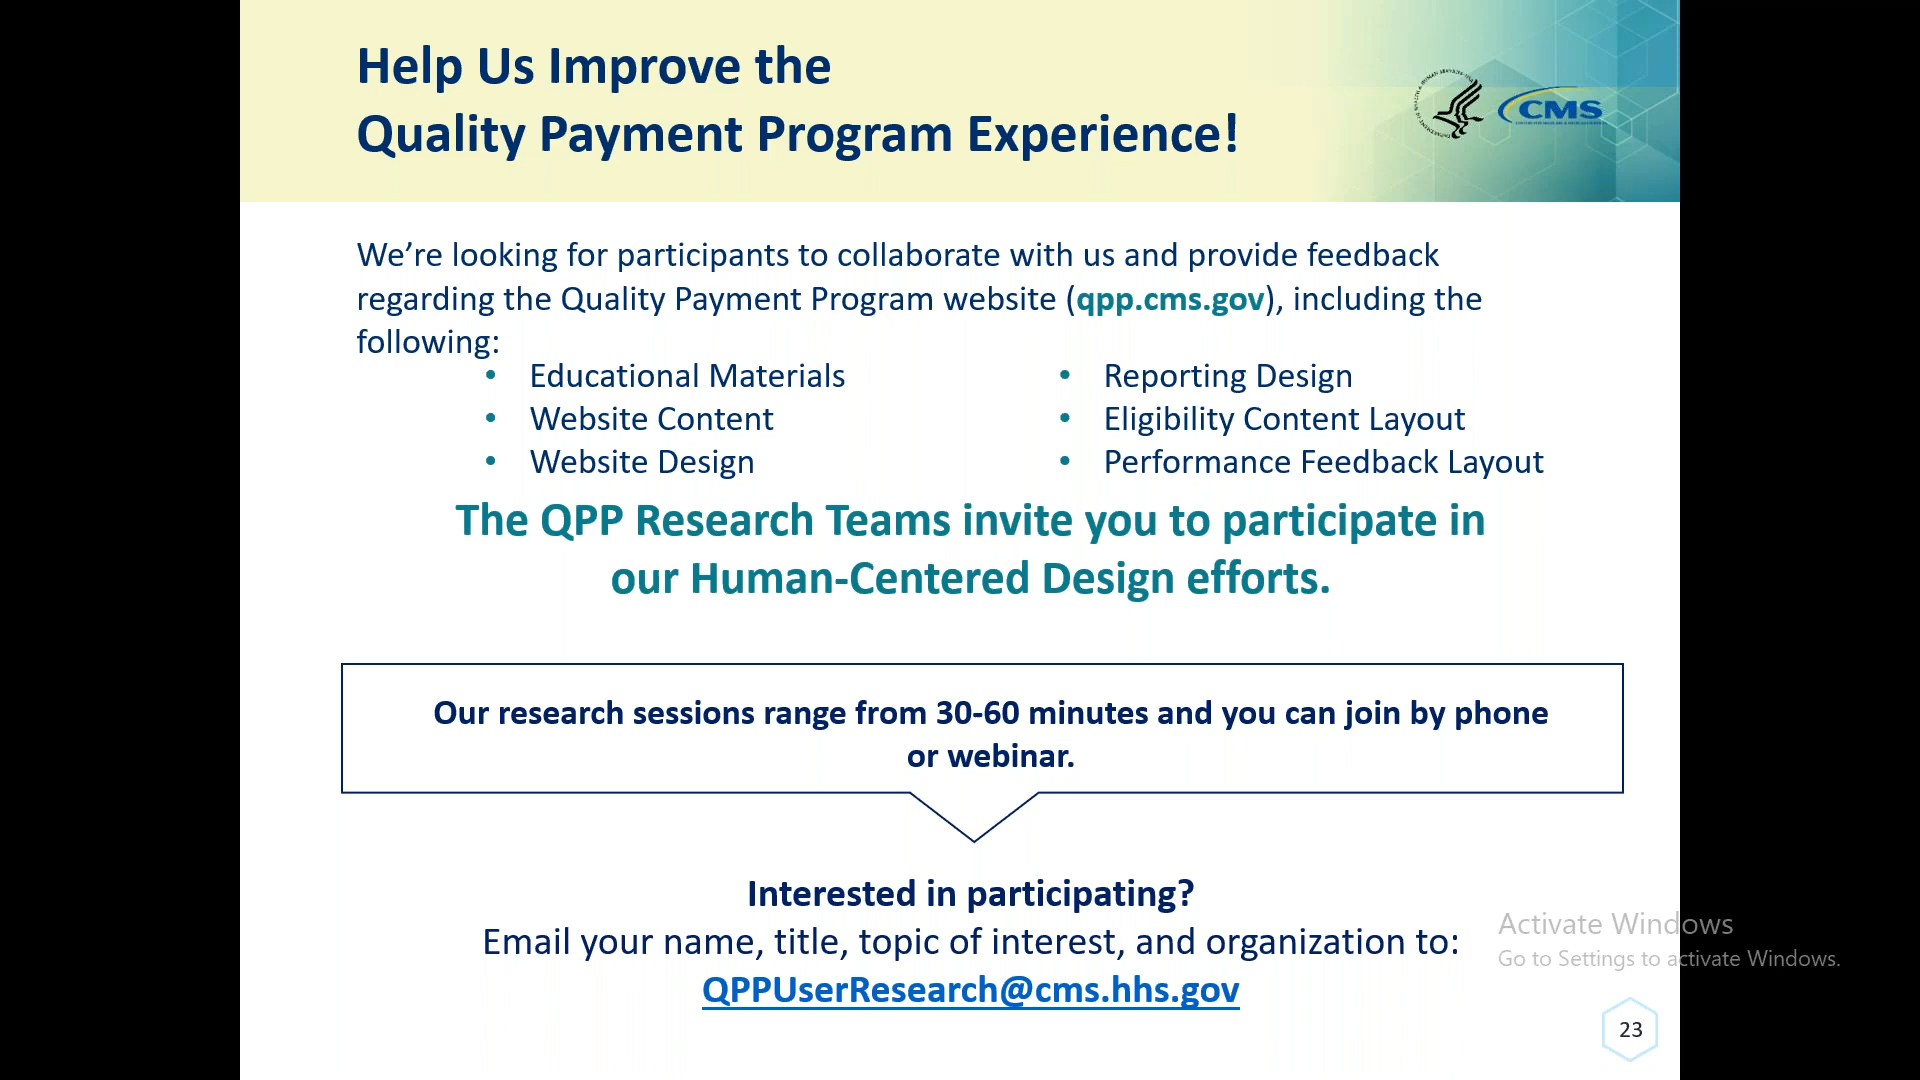 Help Us Improve the
Quality Payment Program Experience!
CMS
We’re looking for participants to collaborate with us and provide feedback
regarding the Quality Payment Program website (qpp.cms.gov), including the
following:
• Educational Materials
• Website Content
• Website Design
• Reporting Design
• Eligibility Content Layout
• Performance Feedback Layout
The QPP Research Teams invite you to participate in
our Human-Centered Design efforts.
Our research sessions range from 30-60 minutes and you can join by phone
or webinar.
Interested in participating?
Email your name, title, topic of interest, and organization to:
QPPUserResearch@cms.hhs.gov
Activate Windows
Go to Settings to activate Windows.
23